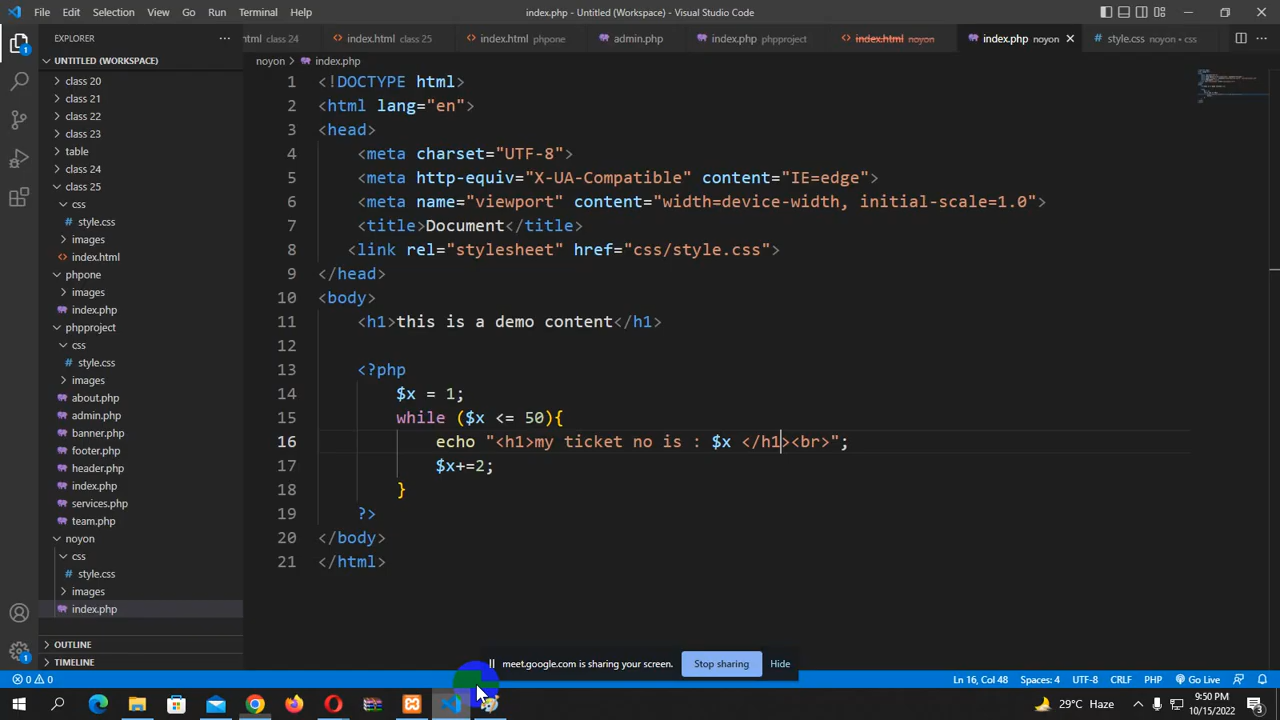 File Edit Selection View Go Run Terminal Help
index.php - Untitled (Workspace) - Visual Studio Code
EXPLORER
html class 24 index.html class 25 index.html phpone admin.php index.php phpproject index.html noyon index.php noyon style.css noyon • css
UNTITLED (WORKSPACE)
class 20
class 21
class 22
class 23
table
class 24
class 25
css
style.css
images
index.html
phpone
images
index.php
phpproject
css
style.css
images
about.php
admin.php
banner.php
footer.php
header.php
index.php
services.php
team.php
noyon
css
style.css
images
index.php
OUTLINE
TIMELINE
noyon > index.php
1 <!DOCTYPE html>
2 <html lang="en">
3 <head>
4 <meta charset="UTF-8">
5 <meta http-equiv="X-UA-Compatible" content="IE=edge">
6 <meta name="viewport" content="width=device-width, initial-scale=1.0">
7 <title>Document</title>
8 <link rel="stylesheet" href="css/style.css">
9 </head>
10 <body>
11 <h1>this is a demo content</h1>
12
13 <?php
14 $x = 1;
15 while ($x <= 50){
16 echo "<h1>my ticket no is : $x </h1><br>";
17 $x+=2;
18 }
19 ?>
20 </body>
21 </html>
meet.google.com is sharing your screen. Stop sharing Hide
1
1
0 0 Ln 16, Col 48 Spaces: 4 UTF-8 CRLF PHP Go Live
29°C Haze
9:50 PM
10/15/2022